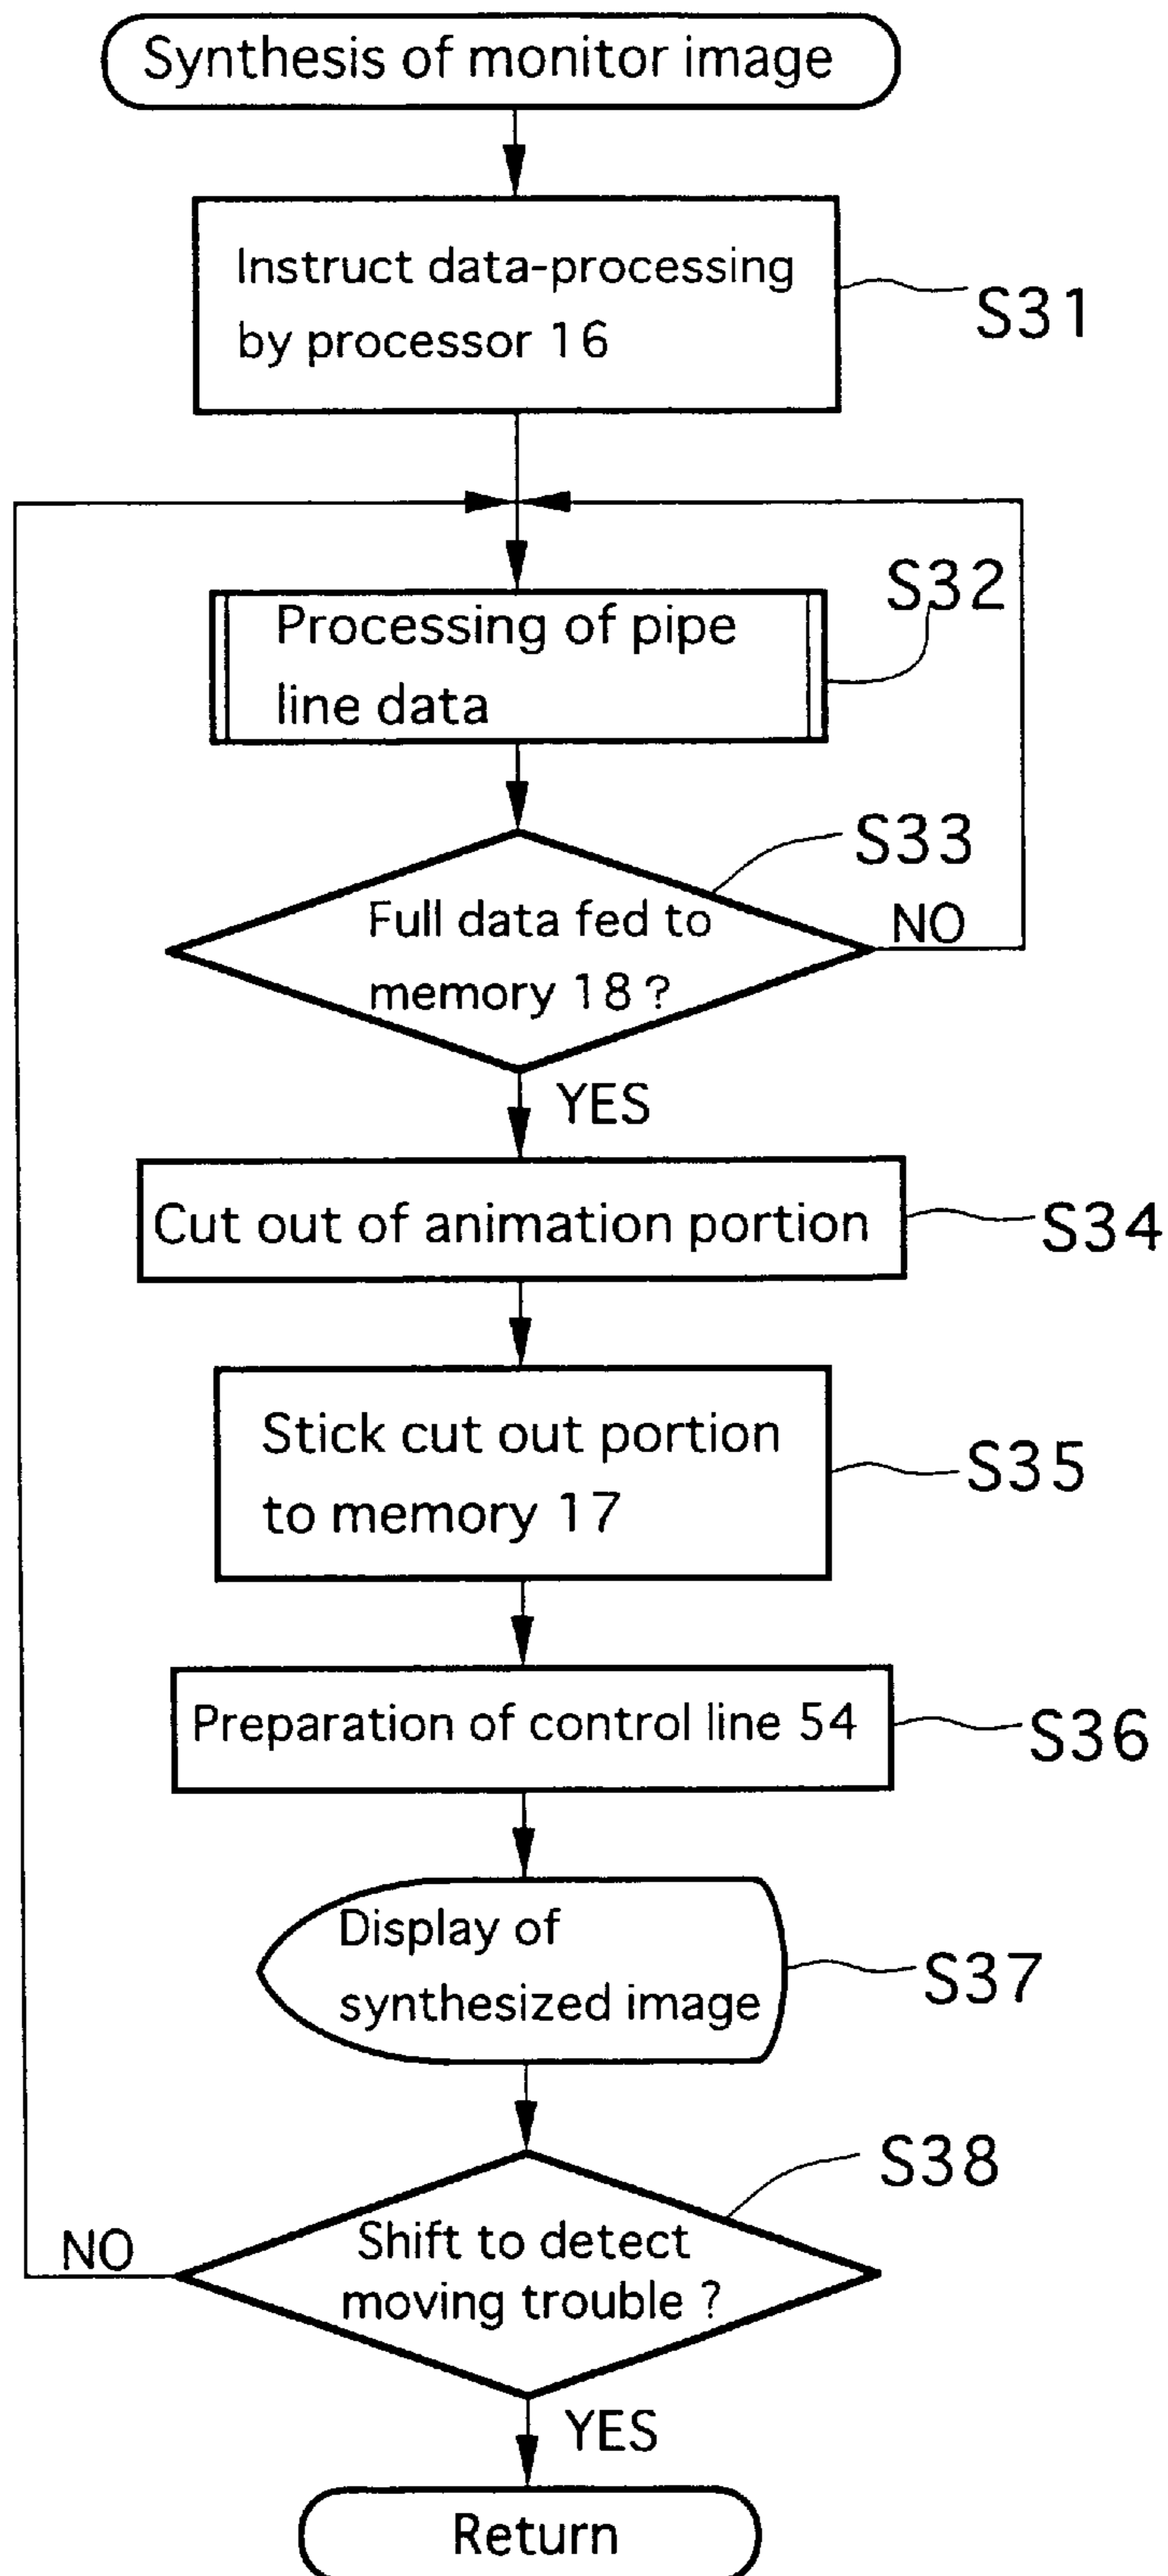 Synthesis of monitor image
Instruct data-processing
by processor 16
S31
S32
Processing of pipe
line data
S33
Full data fed to
memory 18 ?
NO
YES
Cut out of animation portion
S34
Stick cut out portion
to memory 17
S35
Preparation of control line 54
S36
Display of
synthesized image
S37
S38
Shift to detect
moving trouble ?
NO
YES
Return